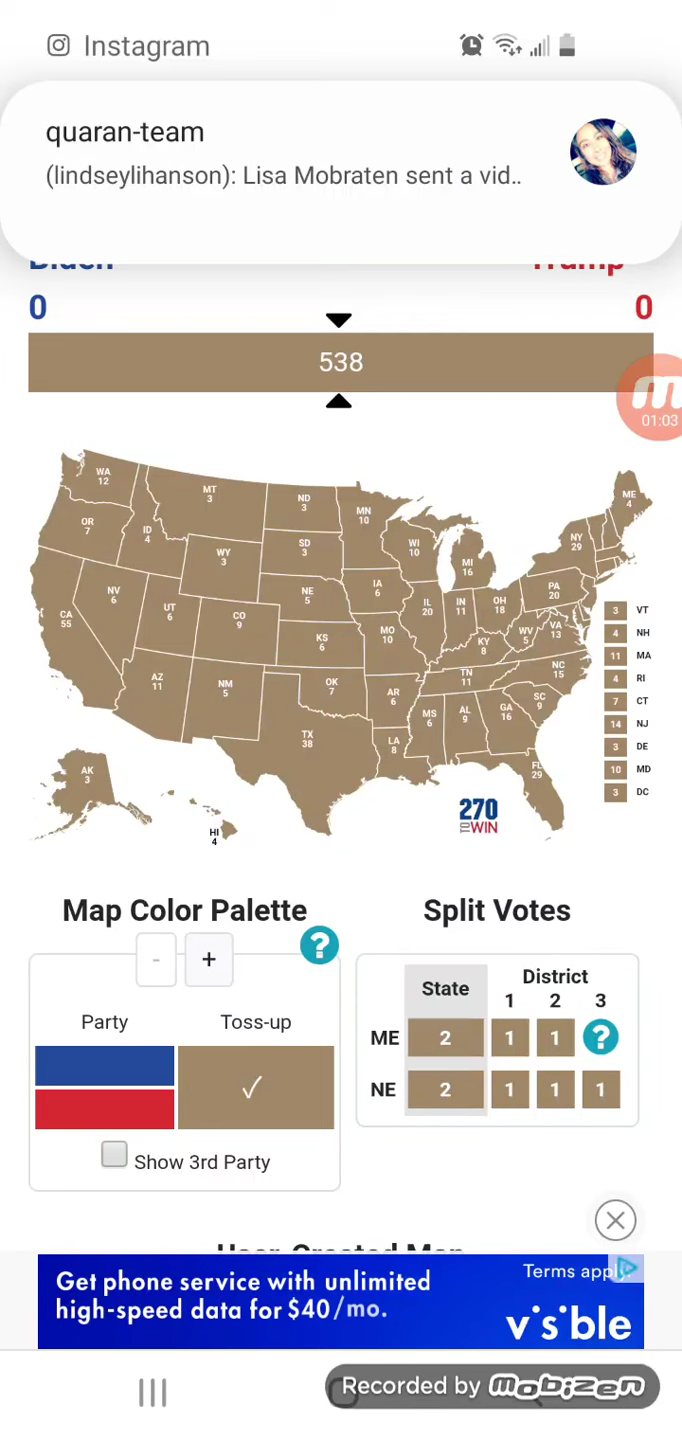 Instagram
quaran-team
(lindseylihanson): Lisa Mobraten sent a vid..
Biden Trump
0 0
538
01:03
WA
12
OR
7
CA
55
NV
6
ID
4
MT
3
WY
3
UT
6
CO
9
AZ
11
NM
5
ND
3
SD
3
NE
5
KS
6
OK
7
TX
38
MN
10
IA
6
MO
10
AR
6
LA
8
WI
10
IL
20
MI
16
IN
11
OH
18
KY
8
TN
11
MS
6
AL
9
GA
16
FL
29
SC
9
NC
15
VA
13
WV
5
PA
20
NY
29
ME
4
AK
3
HI
4
3 VT
4 NH
11 MA
4 RI
7 CT
14 NJ
3 DE
10 MD
3 DC
270
TO WIN
Map Color Palette
- + ?
Party Toss-up
Show 3rd Party
Split Votes
State District
1 2 3
ME 2 1 1 ?
NE 2 1 1 1
User-Created Map
Get phone service with unlimited
high-speed data for $40/mo.
Terms apply.
visible
Recorded by mobizen